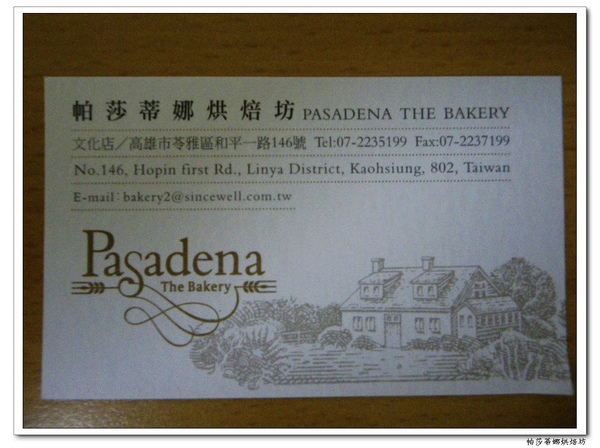 帕莎蒂娜烘焙坊 PASADENA THE BAKERY
文化店／高雄市苓雅區和平一路146號 Tel:07-2235199 Fax:07-2237199
No.146, Hopin first Rd., Linya District, Kaohsiung, 802, Taiwan
E-mail:bakery2@sincewell.com.tw
Pasadena
The Bakery
帕莎蒂娜烘焙坊